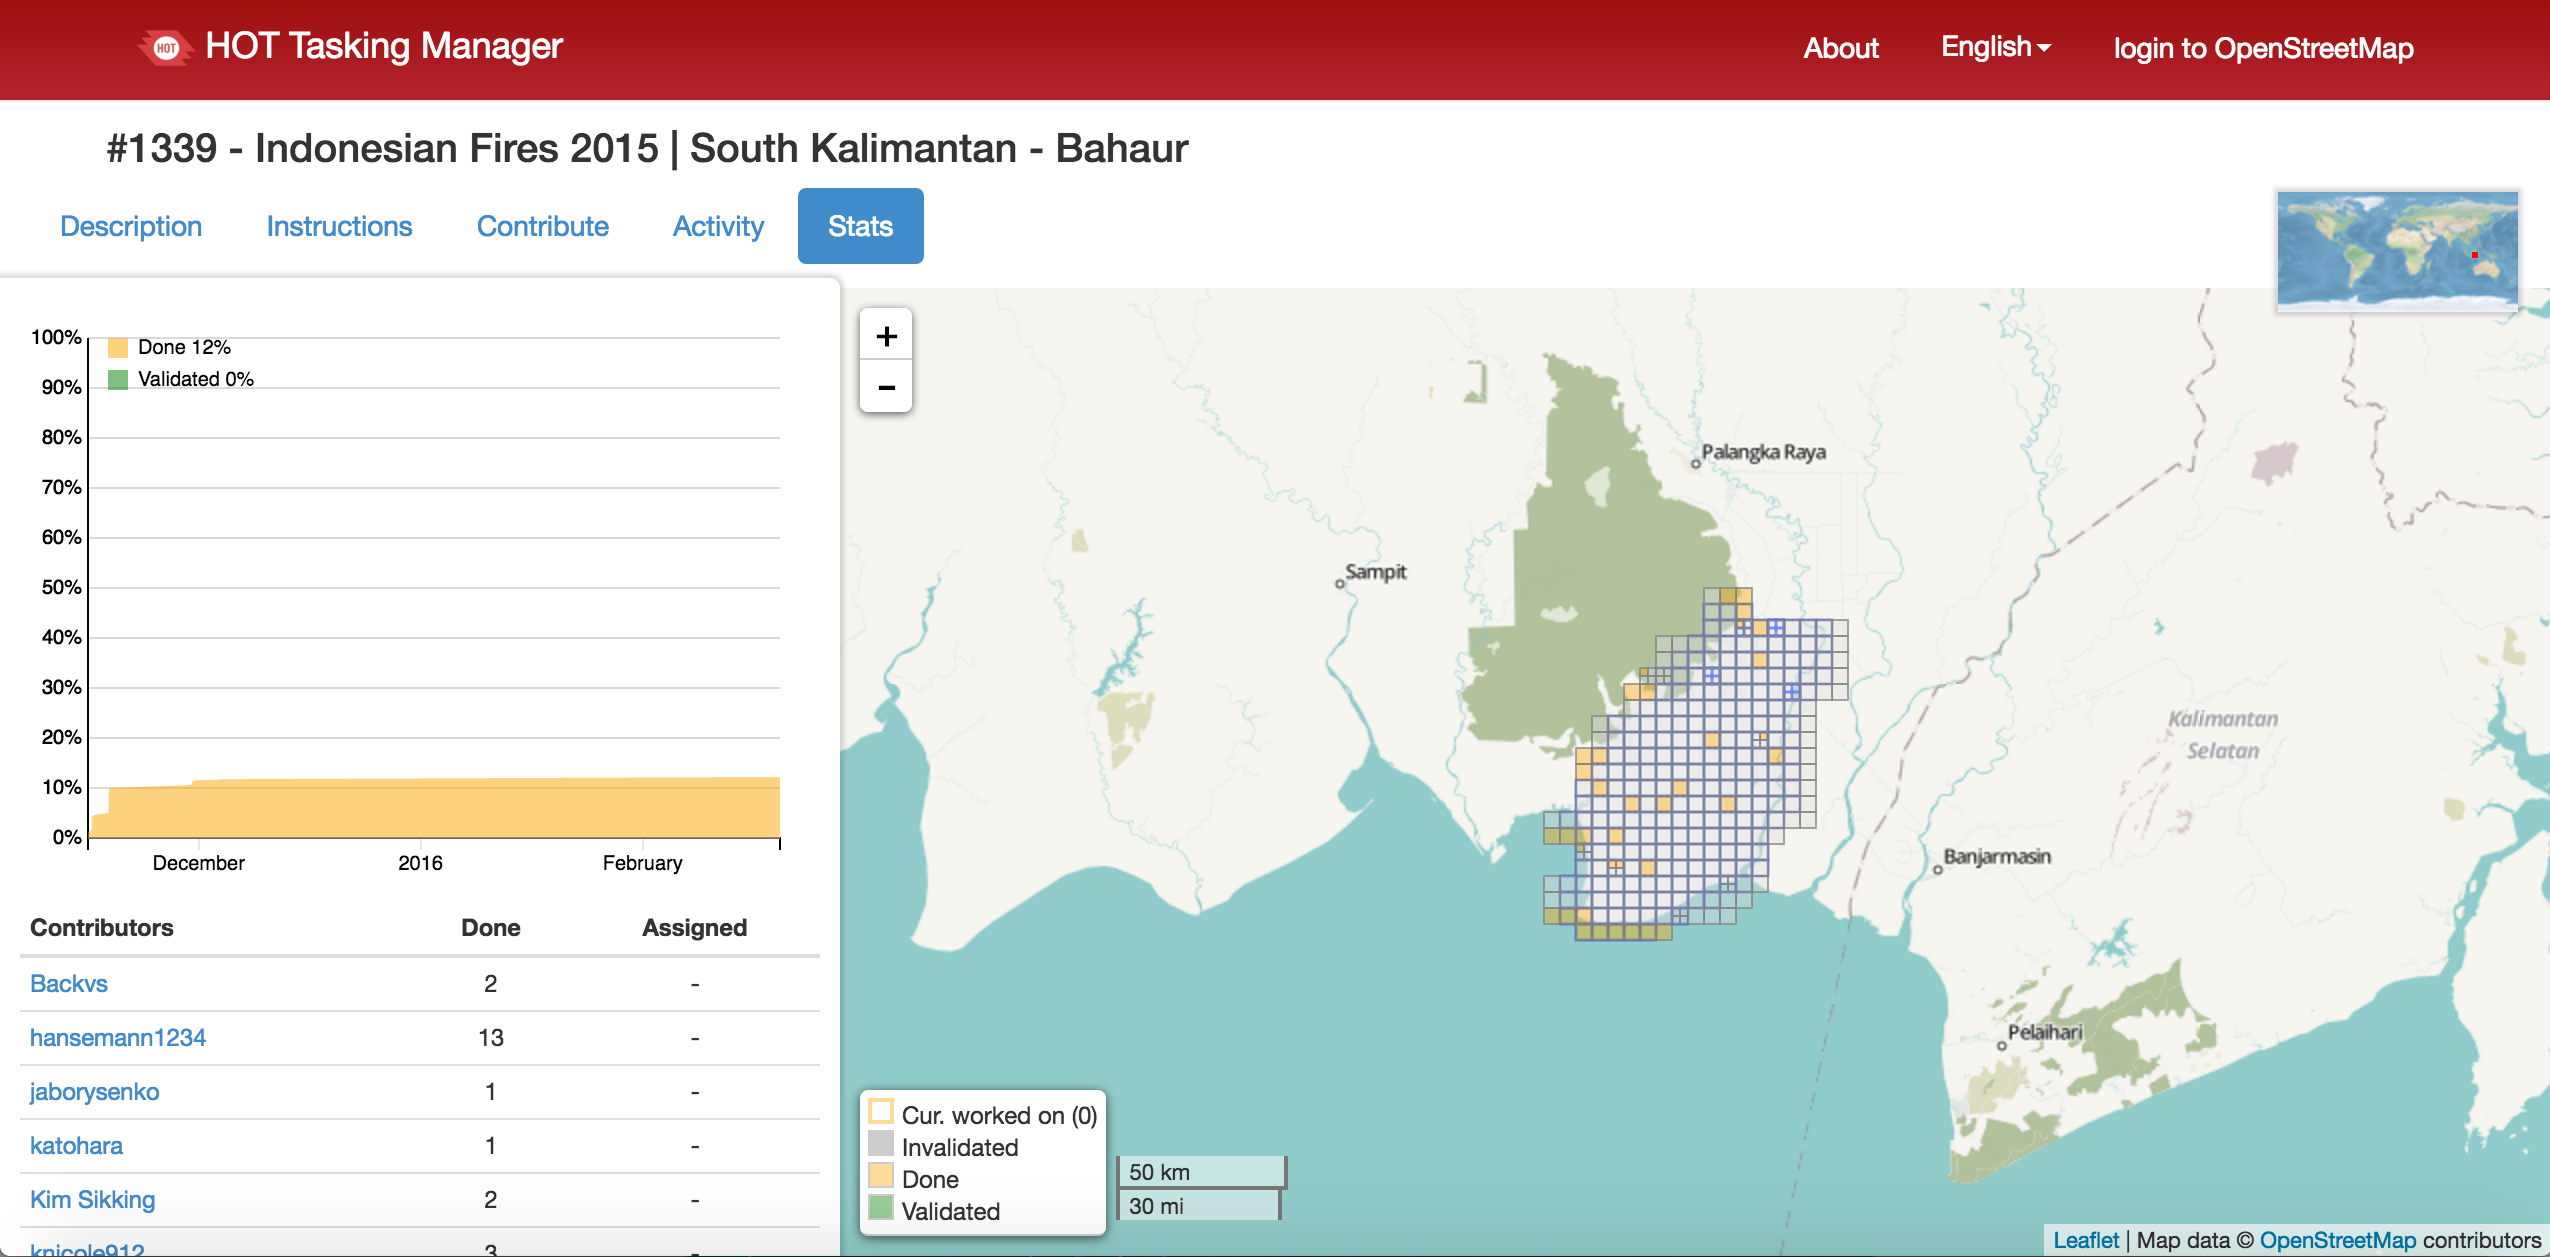 HOT
HOT Tasking Manager
About
English
login to OpenStreetMap
#1339 - Indonesian Fires 2015 | South Kalimantan - Bahaur
Description
Instructions
Contribute
Activity
Stats
100%
90%
80%
70%
60%
50%
40%
30%
20%
10%
0%
Done 12%
Validated 0%
December
2016
February
Contributors Done Assigned
Backvs 2 -
hansemann1234 13 -
jaborysenko 1 -
katohara 1 -
Kim Sikking 2 -
knicole912 3 -
+
-
Palangka Raya
Sampit
Kalimantan
Selatan
Banjarmasin
Pelaihari
Cur. worked on (0)
Invalidated
Done
Validated
50 km
30 mi
Leaflet | Map data © OpenStreetMap contributors